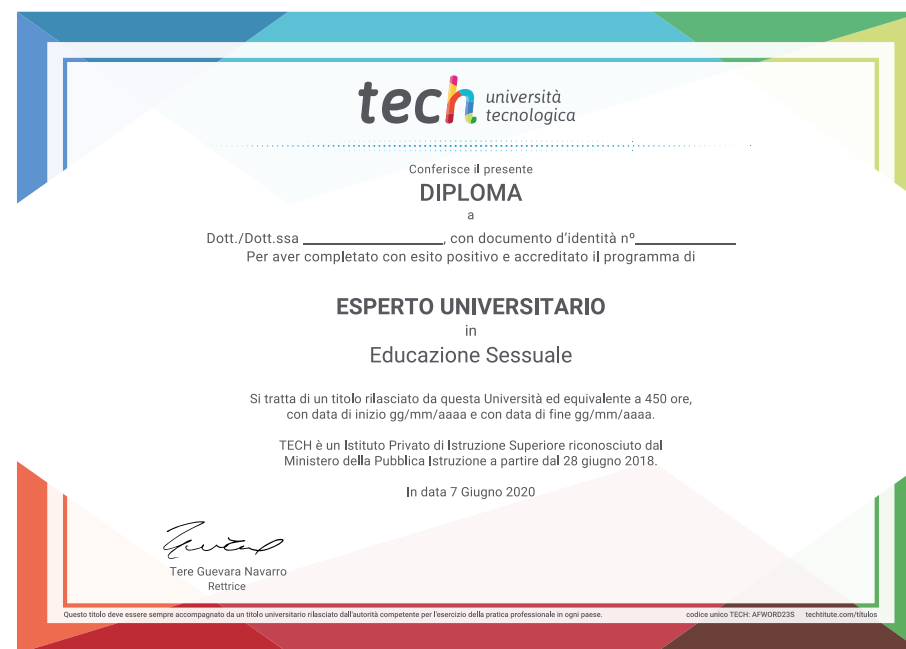 tech università
tecnologica
Conferisce il presente
DIPLOMA
a
Dott./Dott.ssa ____________________, con documento d'identità nº______________
Per aver completato con esito positivo e accreditato il programma di
ESPERTO UNIVERSITARIO
in
Educazione Sessuale
Si tratta di un titolo rilasciato da questa Università ed equivalente a 450 ore,
con data di inizio gg/mm/aaaa e con data di fine gg/mm/aaaa.
TECH è un Istituto Privato di Istruzione Superiore riconosciuto dal
Ministero della Pubblica Istruzione a partire dal 28 giugno 2018.
In data 7 Giugno 2020
Tere Guevara Navarro
Rettrice
Questo titolo deve essere sempre accompagnato da un titolo universitario rilasciato dall'autorità competente per l'esercizio della pratica professionale in ogni paese. codice unico TECH: AFWORD23S techtitute.com/titulos